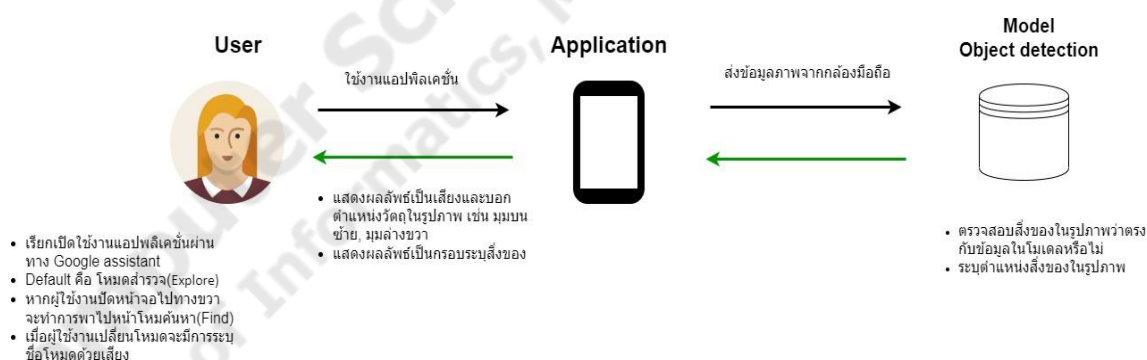 User
Application
Model
Object detection
ใช้งานแอปพิลเคชั่น
ส่งข้อมูลภาพจากกล้องมือถือ
• แสดงผลลัพธ์เป็นเสียงและบอก
ตำแหน่งวัตถุในรูปภาพ เช่น มุมบน
ซ้าย, มุมล่างขวา
• แสดงผลลัพธ์เป็นกรอบระบุสิ่งของ
• เรียกเปิดใช้งานแอปพลิเคชั่นผ่าน
ทาง Google assistant
• Default คือ โหมดสำรวจ(Explore)
• หากผู้ใช้งานปัดหน้าจอไปทางขวา
จะทำการพาไปหน้าโหมค้นหา(Find)
• เมื่อผู้ใช้งานเปลี่ยนโหมดจะมีการระบุ
ชื่อโหมดด้วยเสียง
• ตรวจสอบสิ่งของในรูปภาพว่าตรง
กับข้อมูลในโมเดลหรือไม่
• ระบุตำแหน่งสิ่งของในรูปภาพ